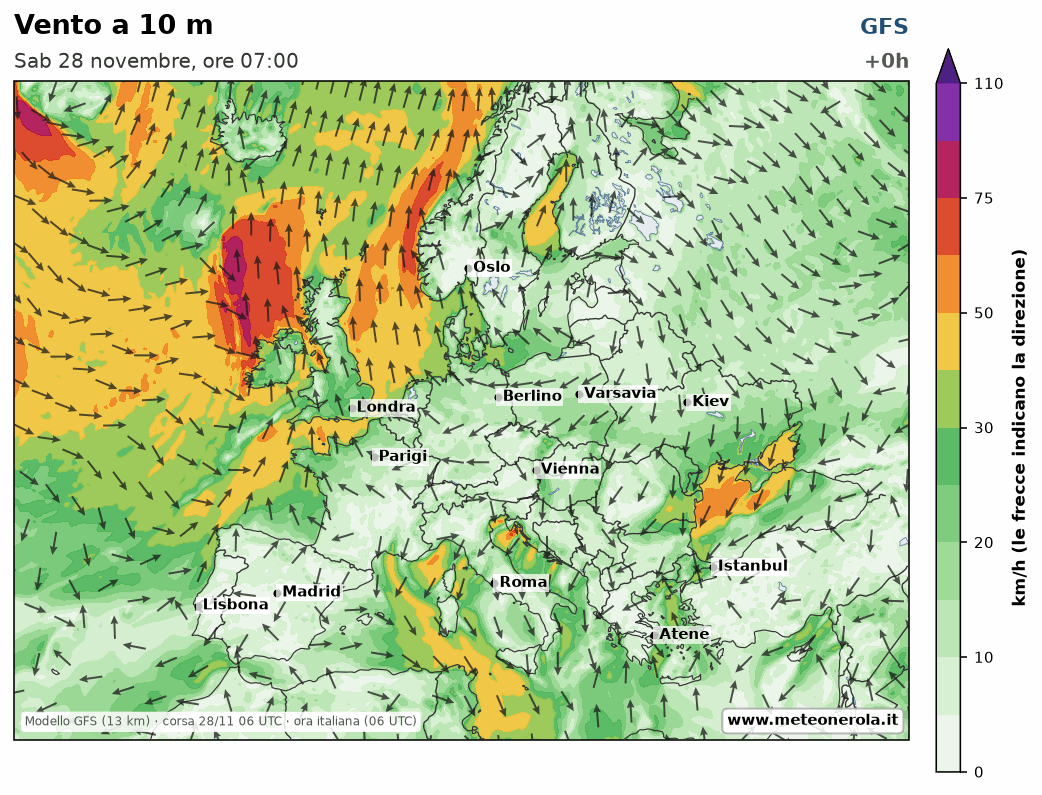 Vento a 10 m
GFS
Sab 28 novembre, ore 07:00
+0h
110
75
50
30
20
10
0
km/h (le frecce indicano la direzione)
Oslo
Londra
Berlino
Varsavia
Kiev
Parigi
Vienna
Istanbul
Roma
Madrid
Lisbona
Atene
Modello GFS (13 km) · corsa 28/11 06 UTC · ora italiana (06 UTC)
www.meteonerola.it